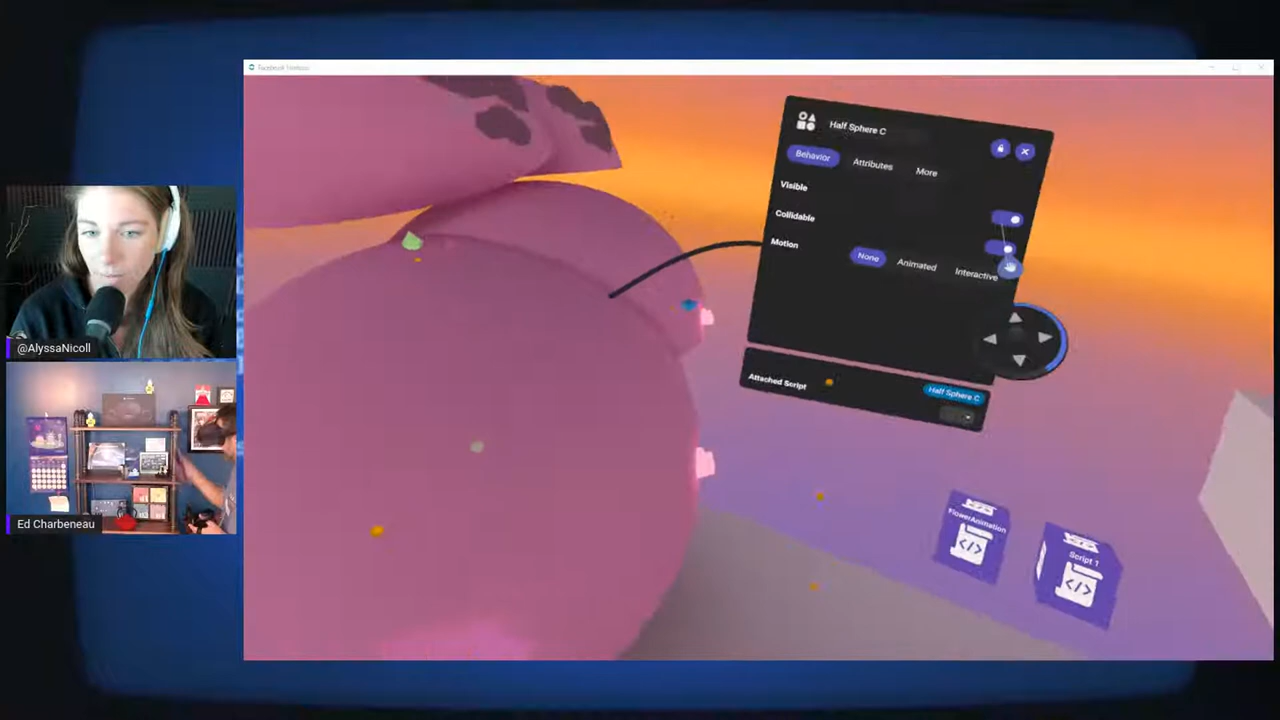 Half Sphere C
Behavior
Attributes
More
Visible
Collidable
Motion
None
Animated
Interactive
Attached Script
Half Sphere C
FlowerAnimation
Script 1
@AlyssaNicoll
Ed Charbeneau